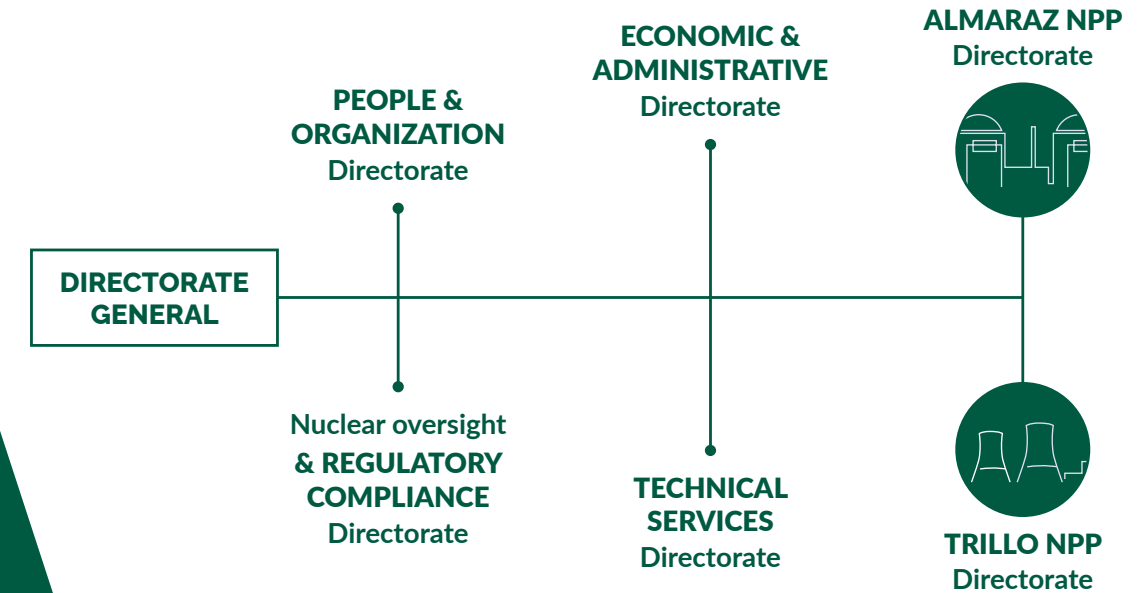 DIRECTORATE
GENERAL
PEOPLE &
ORGANIZATION
Directorate
Nuclear oversight
& REGULATORY
COMPLIANCE
Directorate
ECONOMIC &
ADMINISTRATIVE
Directorate
TECHNICAL
SERVICES
Directorate
ALMARAZ NPP
Directorate
TRILLO NPP
Directorate